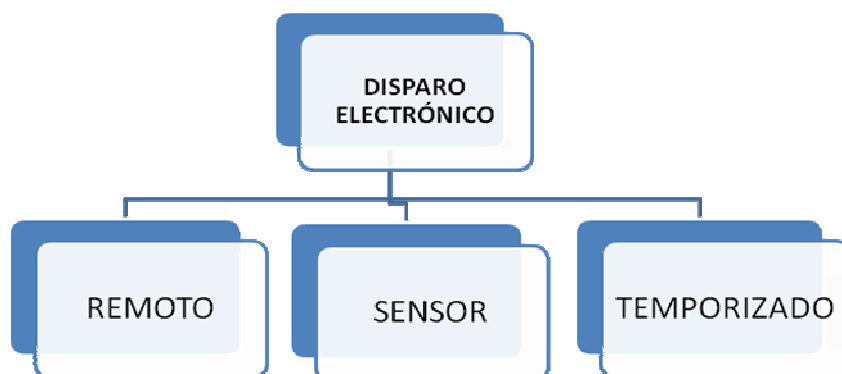 DISPARO
ELECTRÓNICO
REMOTO
SENSOR
TEMPORIZADO